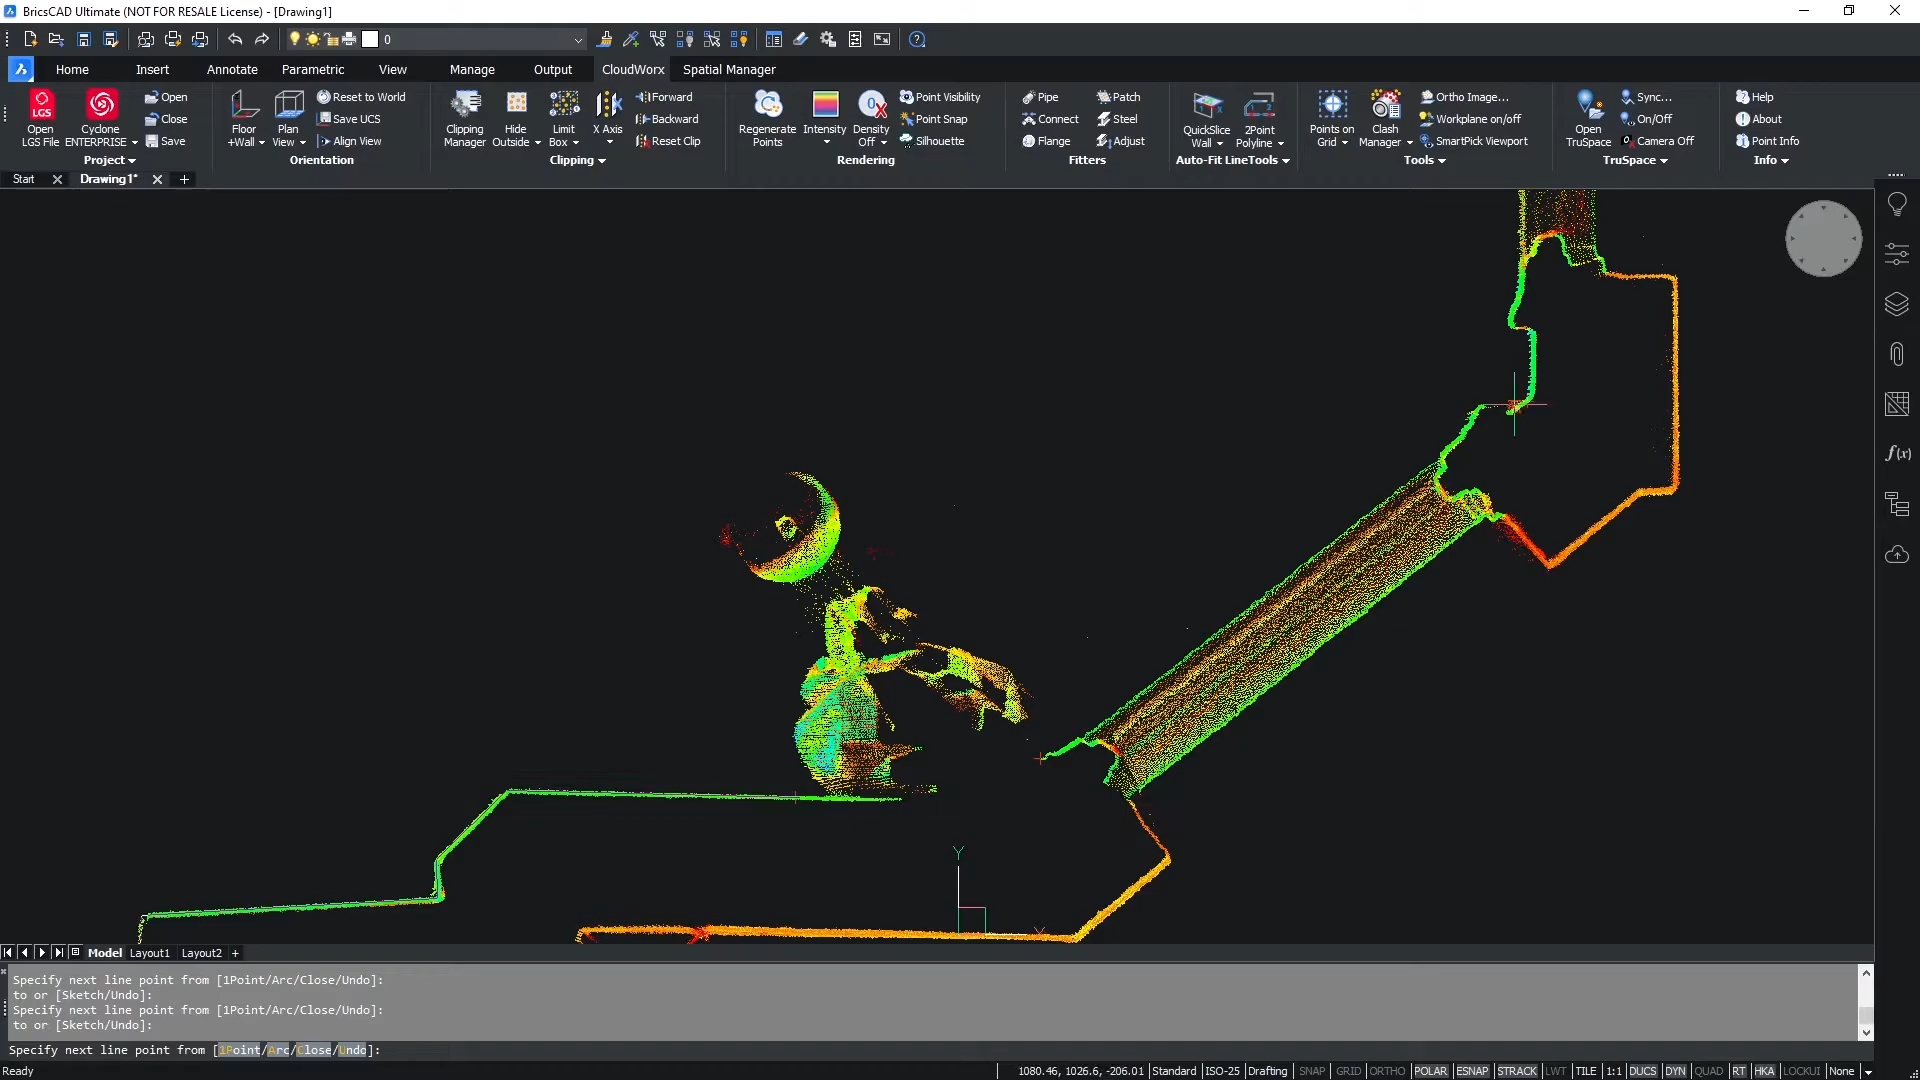 BricsCAD Ultimate (NOT FOR RESALE License) - [Drawing1]
0
Home Insert Annotate Parametric View Manage Output CloudWorx Spatial Manager
LGS
Open LGS File
Cyclone ENTERPRISE
Open
Close
Save
Project
Floor +Wall
Plan View
Reset to World
Save UCS
Align View
Orientation
Clipping Manager
Hide Outside
Limit Box
X Axis
Forward
Backward
Reset Clip
Clipping
Regenerate Points
Intensity
Density Off
Point Visibility
Point Snap
Silhouette
Rendering
Pipe
Connect
Flange
Patch
Steel
Adjust
Fitters
QuickSlice Wall
2Point Polyline
Auto-Fit LineTools
Points on Grid
Clash Manager
Ortho Image...
Workplane on/off
SmartPick Viewport
Tools
Open TruSpace
Sync...
On/Off
Camera Off
TruSpace
Help
About
Point Info
Info
Start Drawing1*
f(x)
Y
X
Model Layout1 Layout2 +
Specify next line point from [1Point/Arc/Close/Undo]:
to or [Sketch/Undo]:
Specify next line point from [1Point/Arc/Close/Undo]:
to or [Sketch/Undo]:
Specify next line point from [1Point/Arc/Close/Undo]:
Ready 1080.46, 1026.6, -206.01 Standard ISO-25 Drafting SNAP GRID ORTHO POLAR ESNAP STRACK LWT TILE 1:1 DUCS DYN QUAD RT HKA LOCKUI None